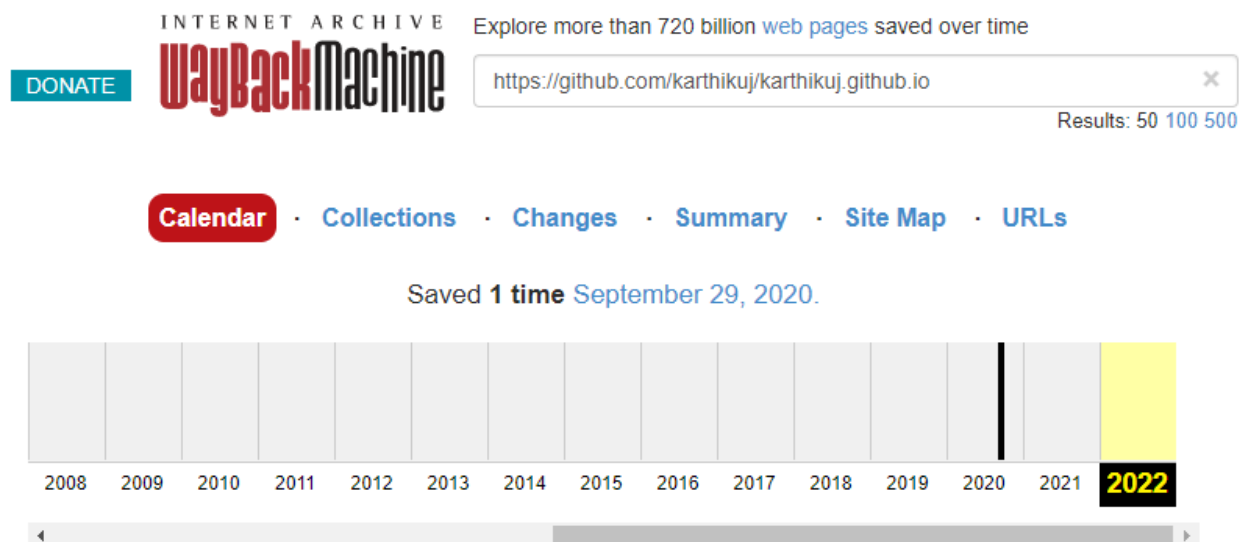 INTERNET ARCHIVE
WayBackMachine
DONATE
Explore more than 720 billion web pages saved over time
https://github.com/karthikuj/karthikuj.github.io ×
Results: 50 100 500
Calendar · Collections · Changes · Summary · Site Map · URLs
Saved 1 time September 29, 2020.
2008 2009 2010 2011 2012 2013 2014 2015 2016 2017 2018 2019 2020 2021 2022